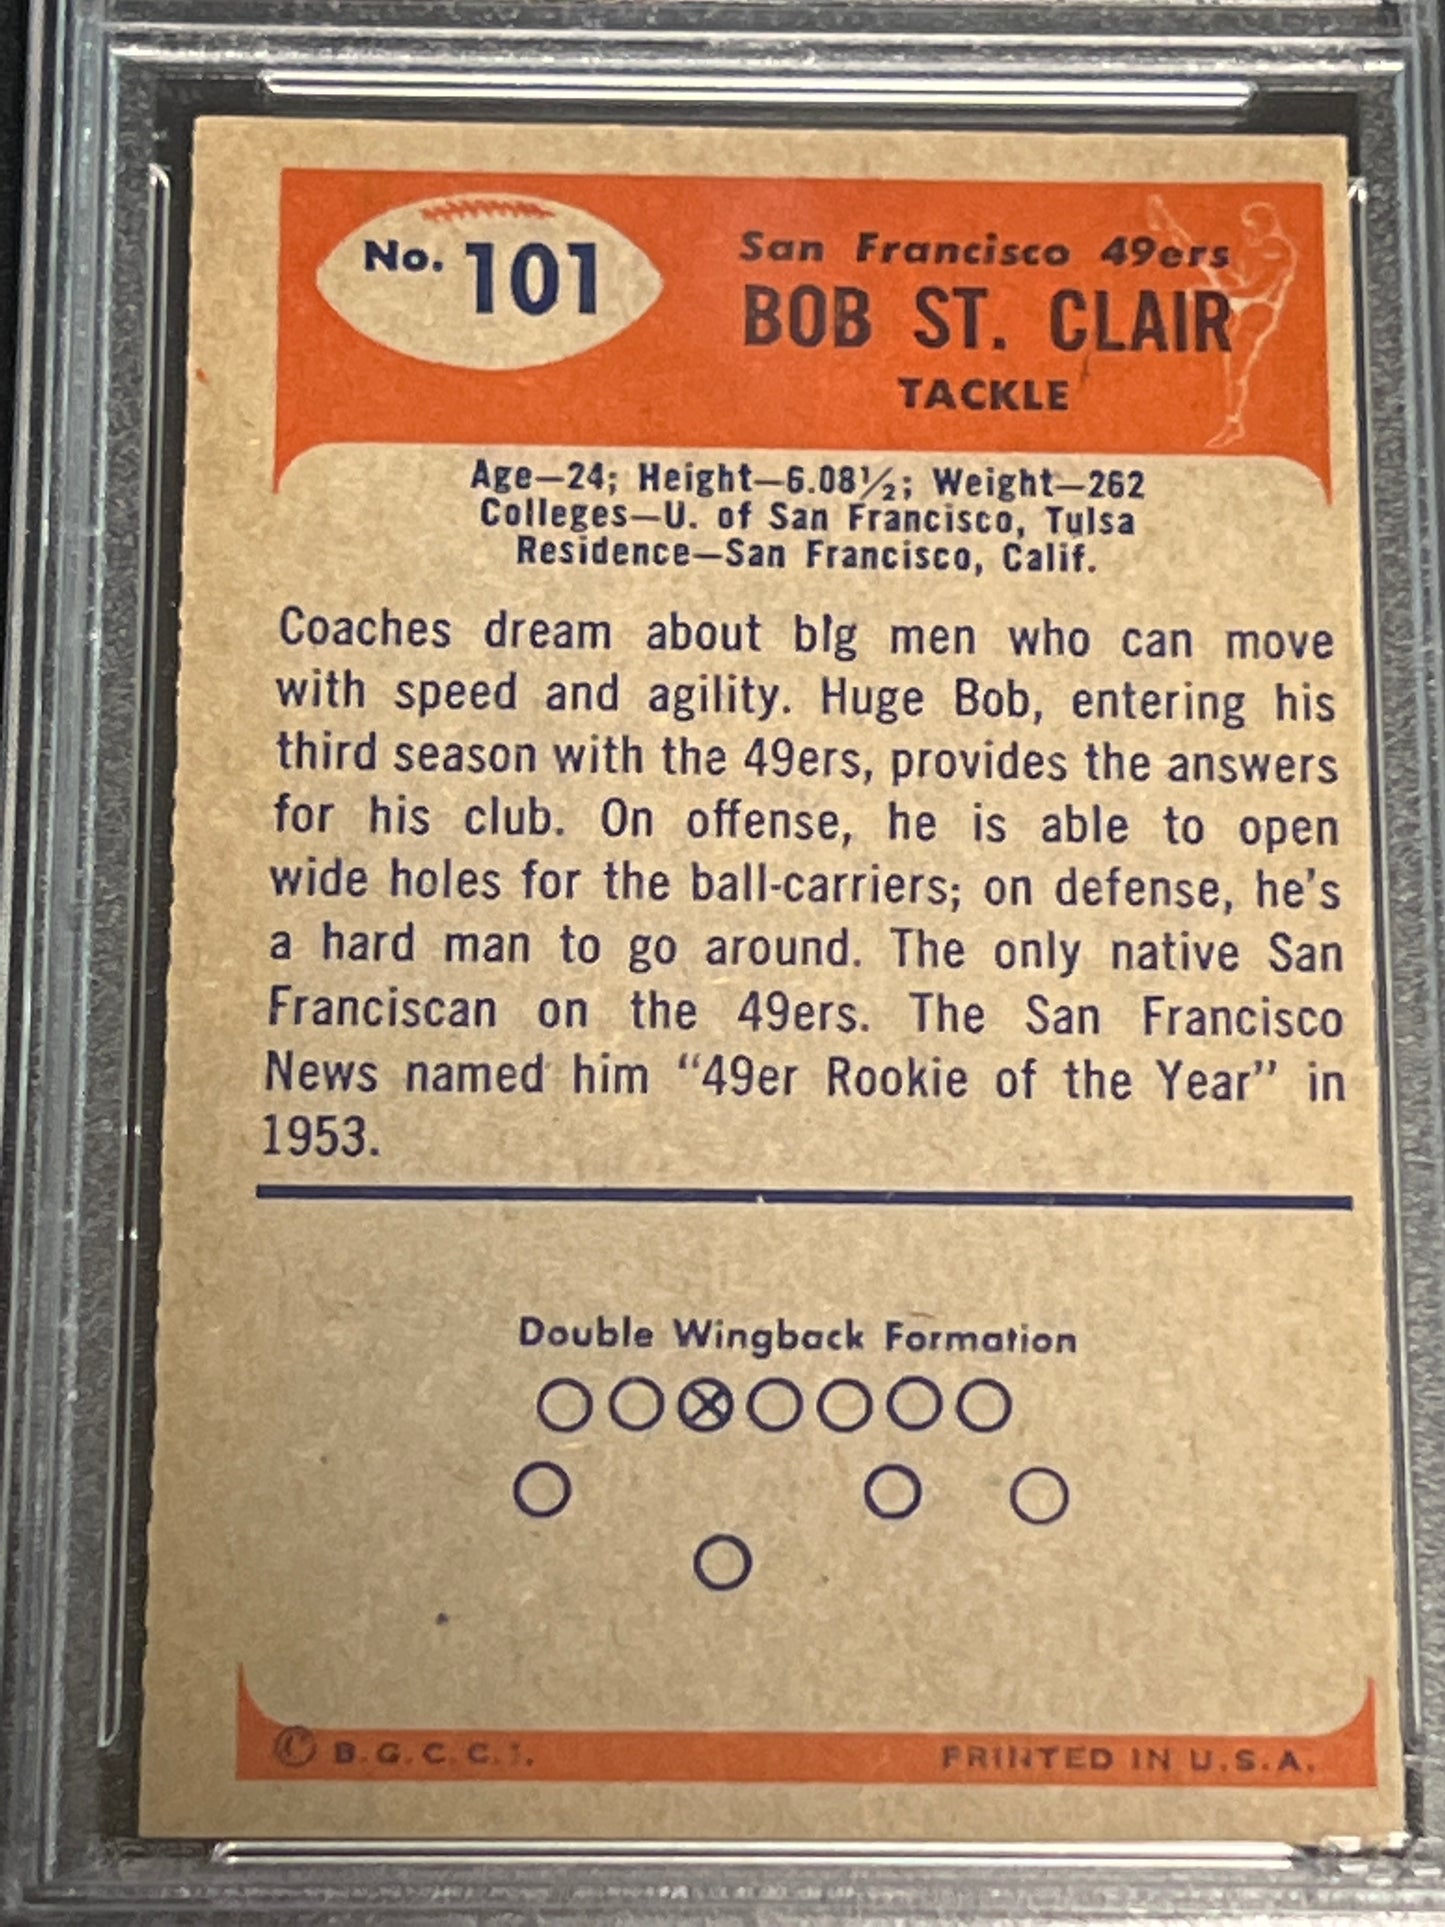 No. 101
San Francisco 49ers
BOB ST. CLAIR
TACKLE
Age—24; Height—6.08½; Weight—262
Colleges—U. of San Francisco, Tulsa
Residence—San Francisco, Calif.
Coaches dream about big men who can move
with speed and agility. Huge Bob, entering his
third season with the 49ers, provides the answers
for his club. On offense, he is able to open
wide holes for the ball-carriers; on defense, he's
a hard man to go around. The only native San
Franciscan on the 49ers. The San Francisco
News named him "49er Rookie of the Year" in
1953.
Double Wingback Formation
© B.G.C.C.I.
PRINTED IN U.S.A.